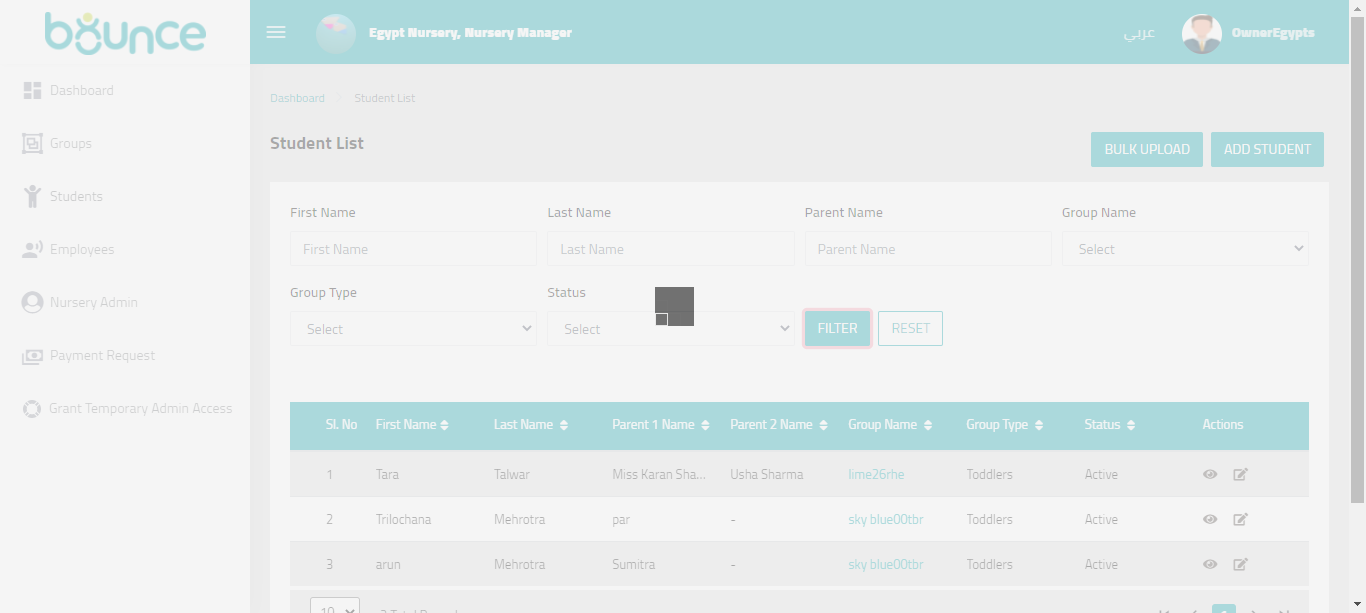 bounce
Egypt Nursery, Nursery Manager
عربي
OwnerEgypts
Dashboard
Groups
Students
Employees
Nursery Admin
Payment Request
Grant Temporary Admin Access
Dashboard Student List
Student List
BULK UPLOAD ADD STUDENT
First Name Last Name Parent Name Group Name
First Name Last Name Parent Name Select
Group Type Status
Select Select FILTER RESET
Sl. No First Name Last Name Parent 1 Name Parent 2 Name Group Name Group Type Status Actions
1 Tara Talwar Miss Karan Sha... Usha Sharma lime26rhe Toddlers Active
2 Trilochana Mehrotra par - sky blue00tbr Toddlers Active
3 arun Mehrotra Sumitra - sky blue00tbr Toddlers Active
10